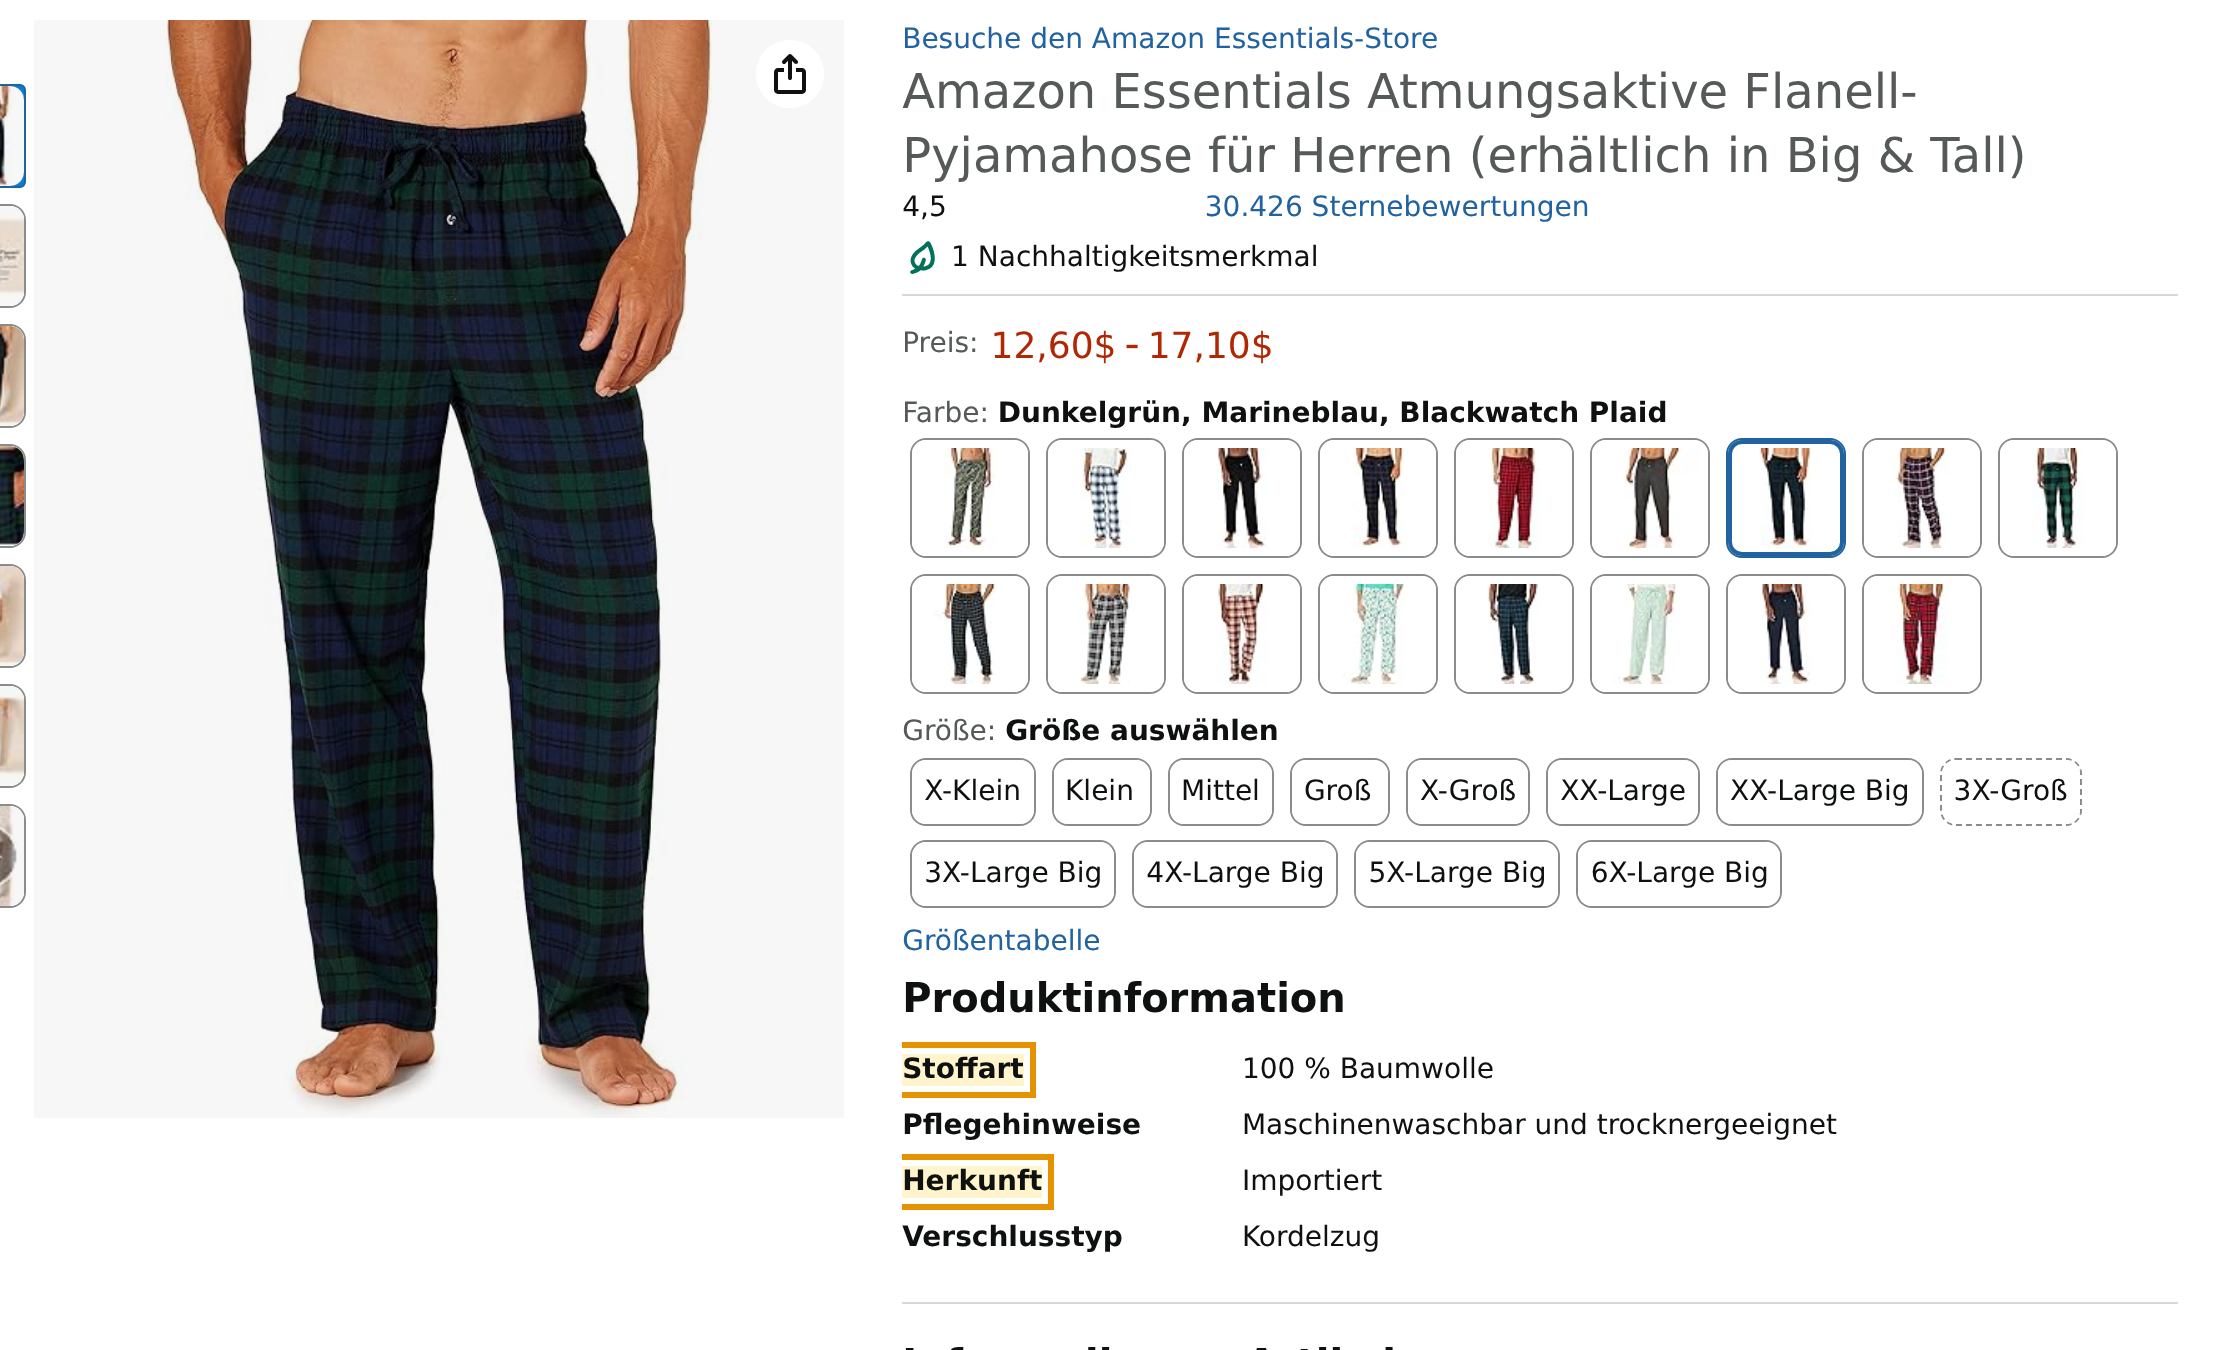 Besuche den Amazon Essentials-Store
Amazon Essentials Atmungsaktive Flanell-
Pyjamahose für Herren (erhältlich in Big & Tall)
4,5 30.426 Sternebewertungen
1 Nachhaltigkeitsmerkmal
Preis: 12,60$ - 17,10$
Farbe: Dunkelgrün, Marineblau, Blackwatch Plaid
Größe: Größe auswählen
X-Klein Klein Mittel Groß X-Groß XX-Large XX-Large Big 3X-Groß
3X-Large Big 4X-Large Big 5X-Large Big 6X-Large Big
Größentabelle
Produktinformation
Stoffart 100 % Baumwolle
Pflegehinweise Maschinenwaschbar und trocknergeeignet
Herkunft Importiert
Verschlusstyp Kordelzug